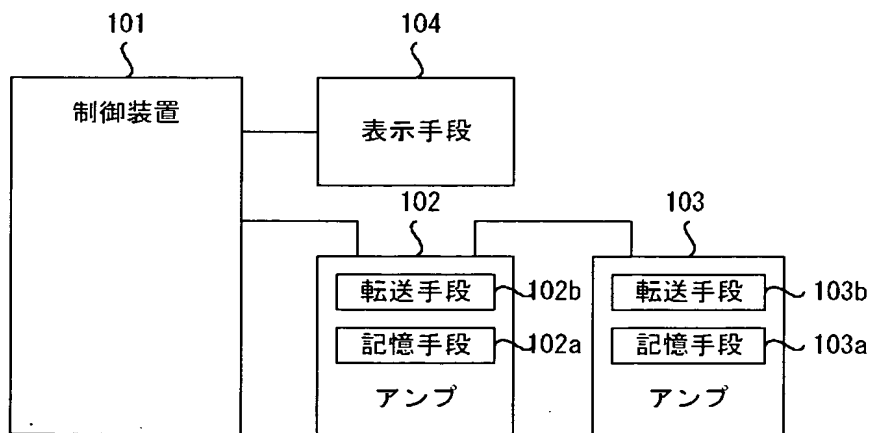 101
104
制御装置
表示手段
102
103
転送手段
102b
転送手段
103b
記憶手段
102a
記憶手段
103a
アンプ
アンプ